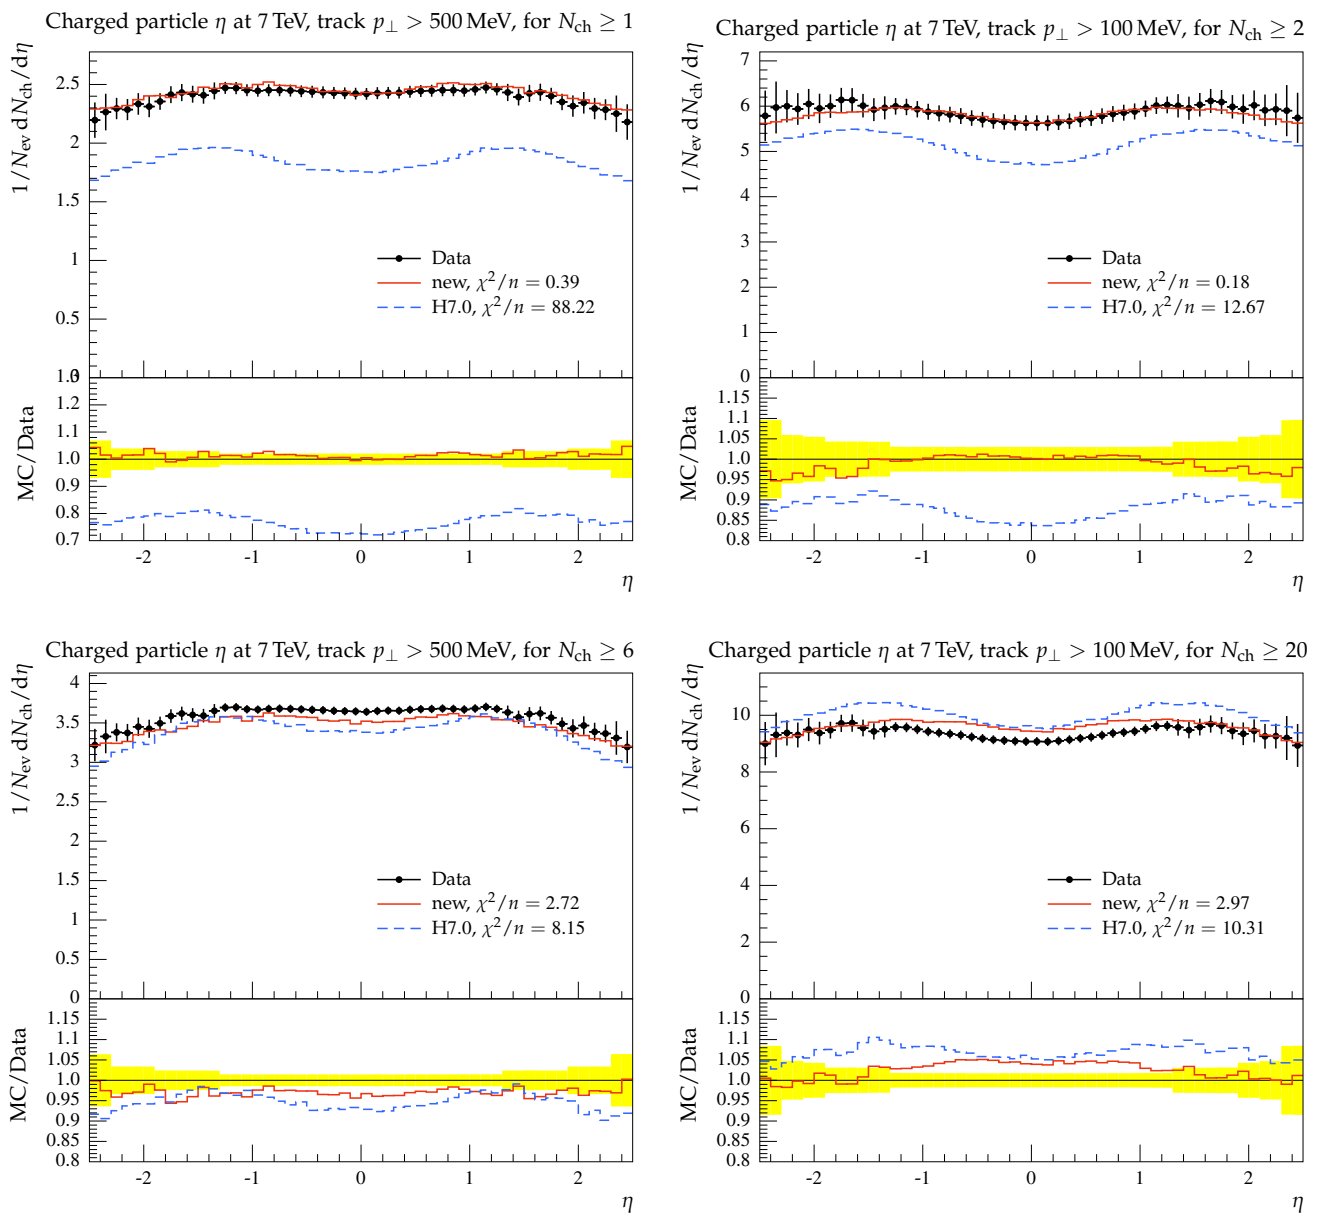 Charged particle η at 7 TeV, track p⊥ > 500 MeV, for Nch ≥ 1
1/Nev dNch/dη
2.5
2
1.5
1
0.5
0
Data
new, χ²/n = 0.39
H7.0, χ²/n = 88.22
MC/Data
1.3
1.2
1.1
1.0
0.9
0.8
0.7
-2 -1 0 1 2
η
Charged particle η at 7 TeV, track p⊥ > 100 MeV, for Nch ≥ 2
1/Nev dNch/dη
7
6
5
4
3
2
1
0
Data
new, χ²/n = 0.18
H7.0, χ²/n = 12.67
MC/Data
1.15
1.1
1.05
1.0
0.95
0.9
0.85
0.8
-2 -1 0 1 2
η
Charged particle η at 7 TeV, track p⊥ > 500 MeV, for Nch ≥ 6
1/Nev dNch/dη
4
3.5
3
2.5
2
1.5
1
0.5
0
Data
new, χ²/n = 2.72
H7.0, χ²/n = 8.15
MC/Data
1.15
1.1
1.05
1.0
0.95
0.9
0.85
0.8
-2 -1 0 1 2
η
Charged particle η at 7 TeV, track p⊥ > 100 MeV, for Nch ≥ 20
1/Nev dNch/dη
10
8
6
4
2
0
Data
new, χ²/n = 2.97
H7.0, χ²/n = 10.31
MC/Data
1.15
1.1
1.05
1.0
0.95
0.9
0.85
0.8
-2 -1 0 1 2
η